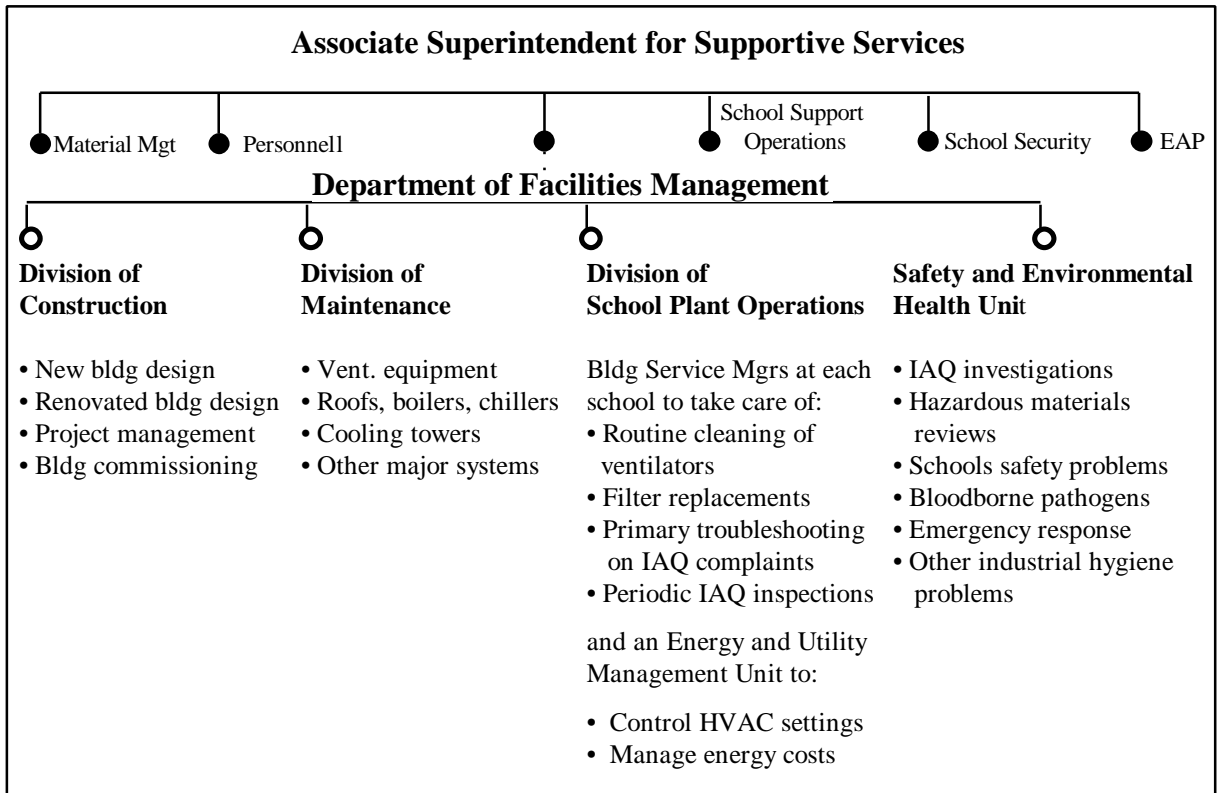 Associate Superintendent for Supportive Services
Material Mgt
Personnell
School Support
Operations
School Security
EAP
Department of Facilities Management
Division of
Construction
• New bldg design
• Renovated bldg design
• Project management
• Bldg commissioning
Division of
Maintenance
• Vent. equipment
• Roofs, boilers, chillers
• Cooling towers
• Other major systems
Division of
School Plant Operations
Bldg Service Mgrs at each
school to take care of:
• Routine cleaning of
ventilators
• Filter replacements
• Primary troubleshooting
on IAQ complaints
• Periodic IAQ inspections
and an Energy and Utility
Management Unit to:
• Control HVAC settings
• Manage energy costs
Safety and Environmental
Health Unit
• IAQ investigations
• Hazardous materials
reviews
• Schools safety problems
• Bloodborne pathogens
• Emergency response
• Other industrial hygiene
problems